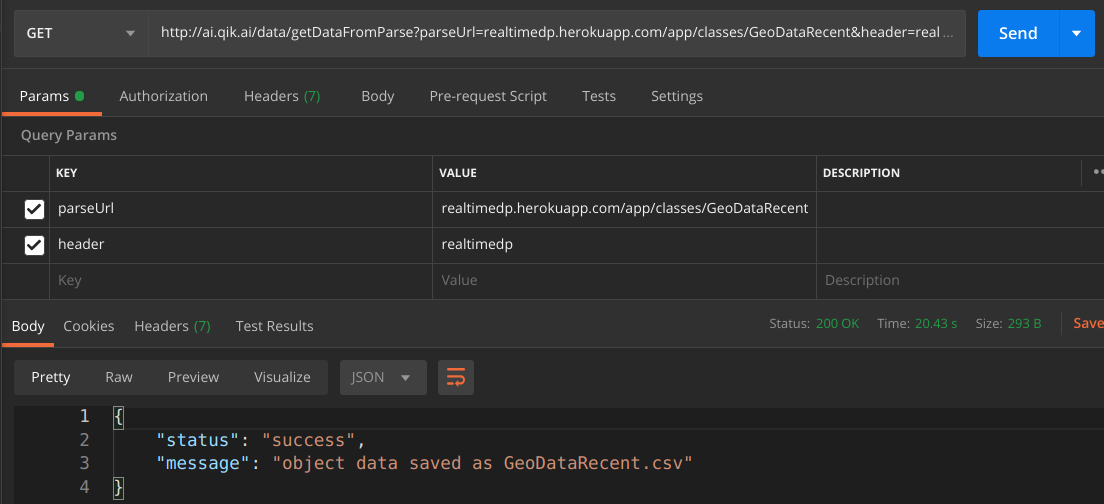 GET http://ai.qik.ai/data/getDataFromParse?parseUrl=realtimedp.herokuapp.com/app/classes/GeoDataRecent&header=real ... Send
Params Authorization Headers (7) Body Pre-request Script Tests Settings
Query Params
KEY VALUE DESCRIPTION
parseUrl realtimedp.herokuapp.com/app/classes/GeoDataRecent
header realtimedp
Key Value Description
Body Cookies Headers (7) Test Results Status: 200 OK Time: 20.43 s Size: 293 B Save
Pretty Raw Preview Visualize JSON
1 {
2 "status": "success",
3 "message": "object data saved as GeoDataRecent.csv"
4 }